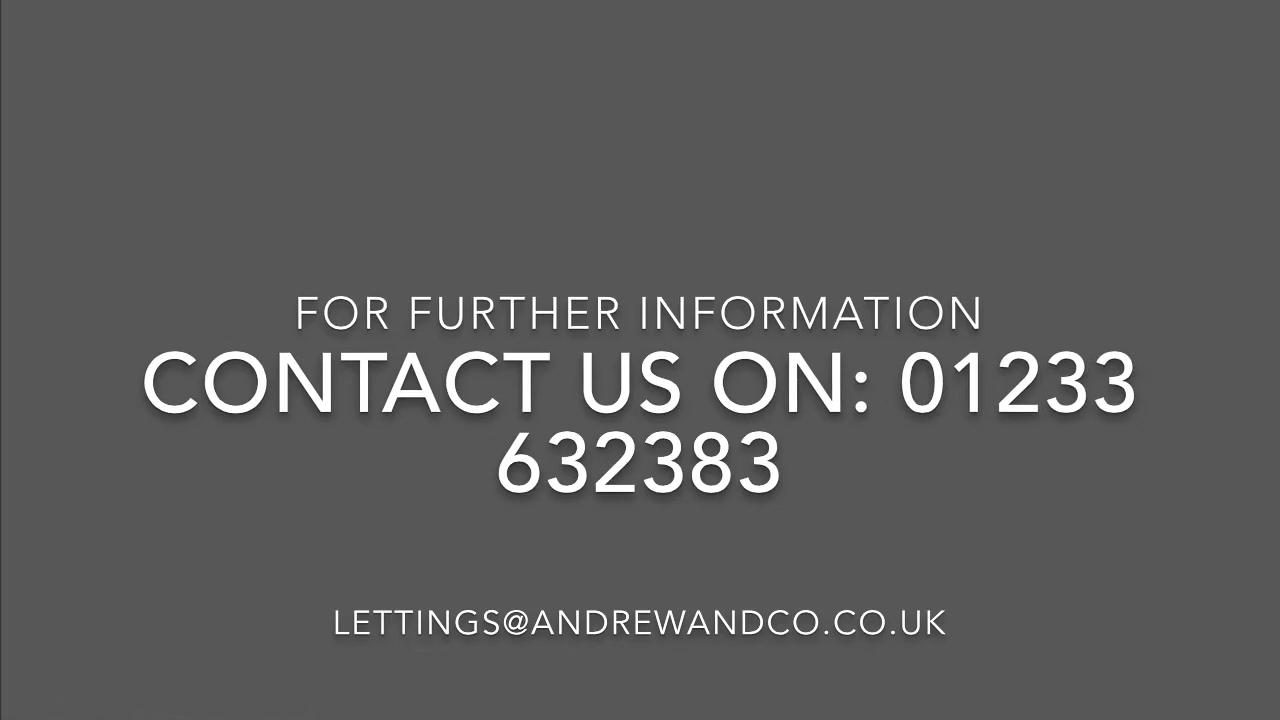 FOR FURTHER INFORMATION
CONTACT US ON: 01233
632383
LETTINGS@ANDREWANDCO.CO.UK